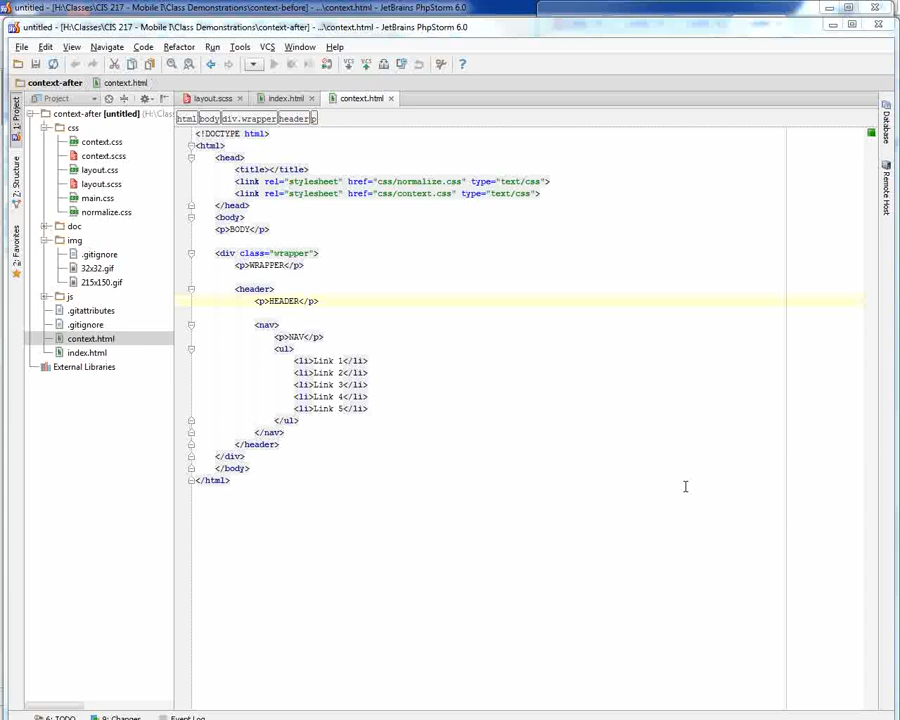 untitled - [H:\Classes\CIS 217 - Mobile I\Class Demonstrations\context-before] - ...\context.html - JetBrains PhpStorm 6.0
untitled - [H:\Classes\CIS 217 - Mobile I\Class Demonstrations\context-after] - ...\context.html - JetBrains PhpStorm 6.0
File Edit View Navigate Code Refactor Run Tools VCS Window Help
context-after context.html
Project layout.scss index.html context.html
html body div.wrapper header p
context-after [untitled] (H:\Class
css
context.css
context.scss
layout.css
layout.scss
main.css
normalize.css
doc
img
.gitignore
32x32.gif
215x150.gif
js
.gitattributes
.gitignore
context.html
index.html
External Libraries
<!DOCTYPE html>
<html>
<head>
<title></title>
<link rel="stylesheet" href="css/normalize.css" type="text/css">
<link rel="stylesheet" href="css/context.css" type="text/css">
</head>
<body>
<p>BODY</p>
<div class="wrapper">
<p>WRAPPER</p>
<header>
<p>HEADER</p>
<nav>
<p>NAV</p>
<ul>
<li>Link 1</li>
<li>Link 2</li>
<li>Link 3</li>
<li>Link 4</li>
<li>Link 5</li>
</ul>
</nav>
</header>
</div>
</body>
</html>
1: Project
Structure
2: Favorites
Database
Remote Host
6: TODO 9: Changes Event Log